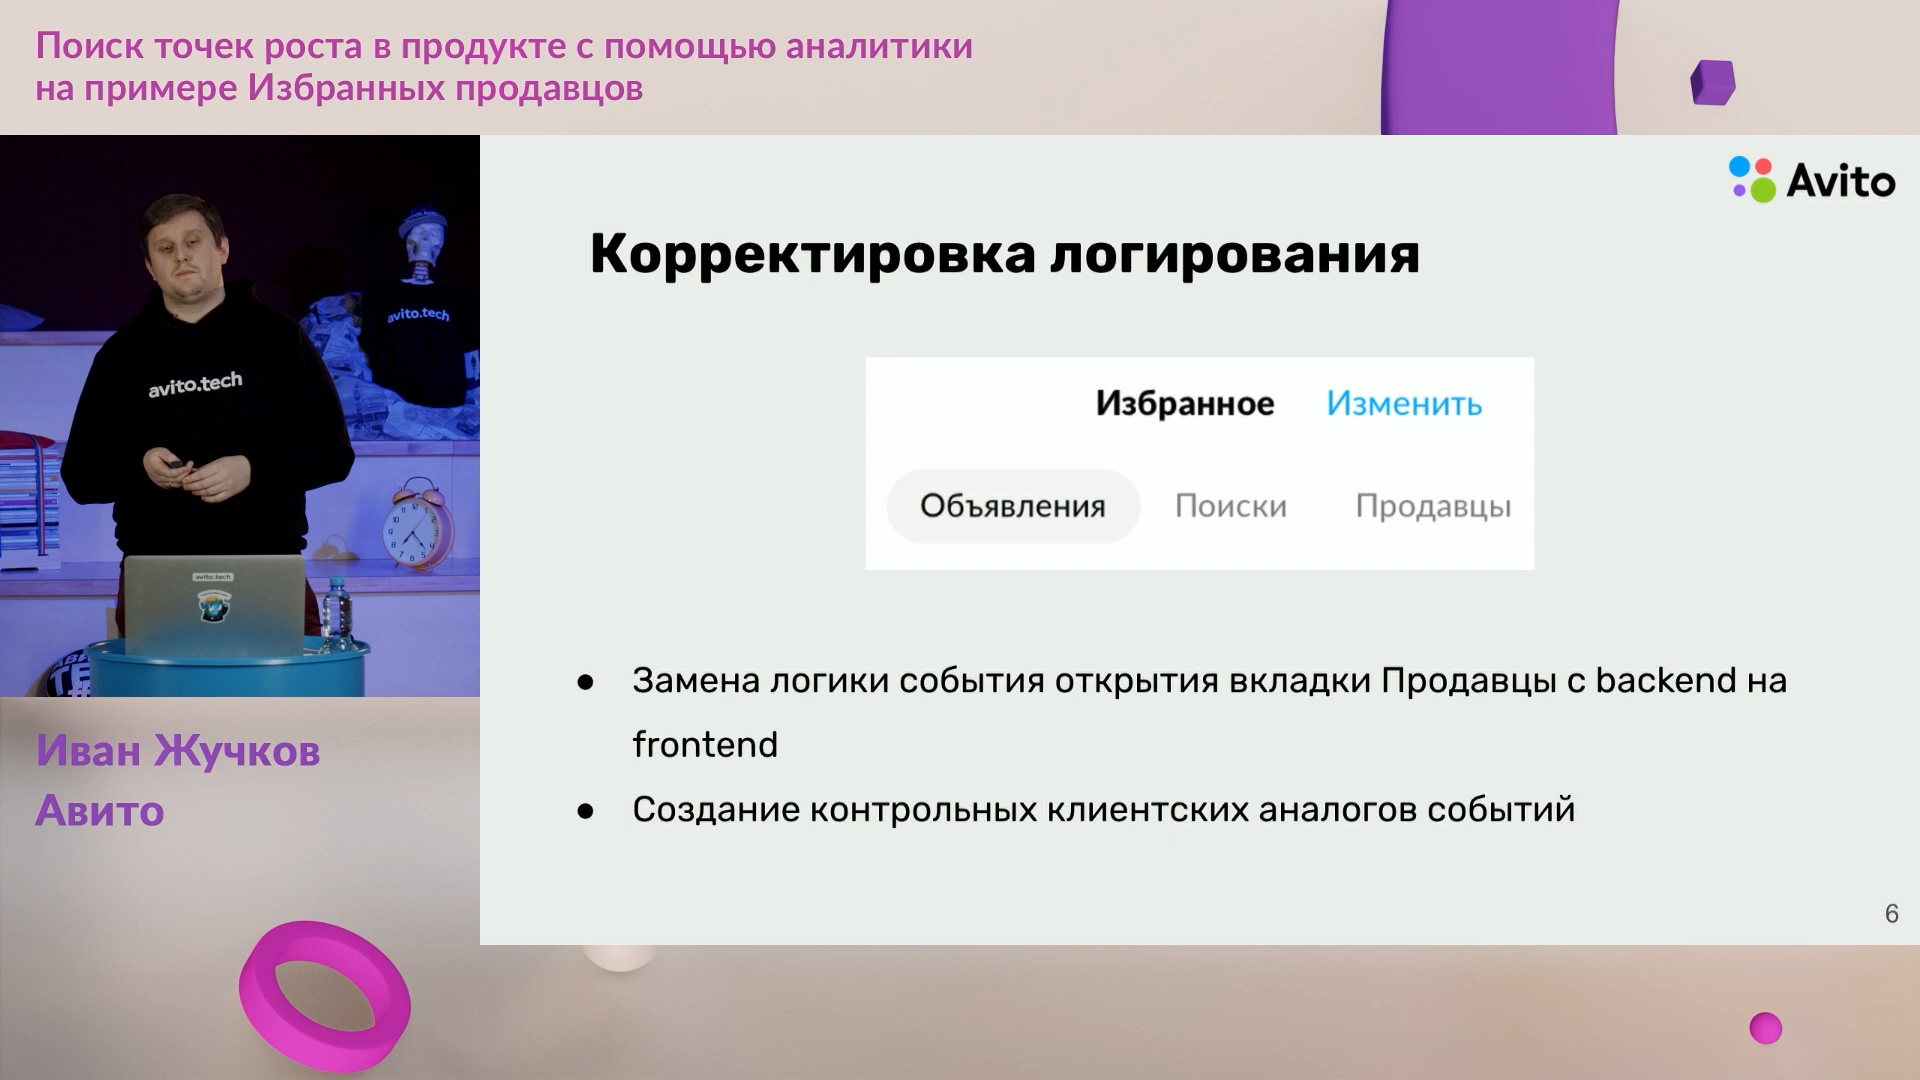 Поиск точек роста в продукте с помощью аналитики
на примере Избранных продавцов
avito.tech
avito.tech
avito.tech
Иван Жучков
Авито
Avito
Корректировка логирования
Избранное Изменить
Объявления Поиски Продавцы
● Замена логики события открытия вкладки Продавцы с backend на
frontend
● Создание контрольных клиентских аналогов событий
6